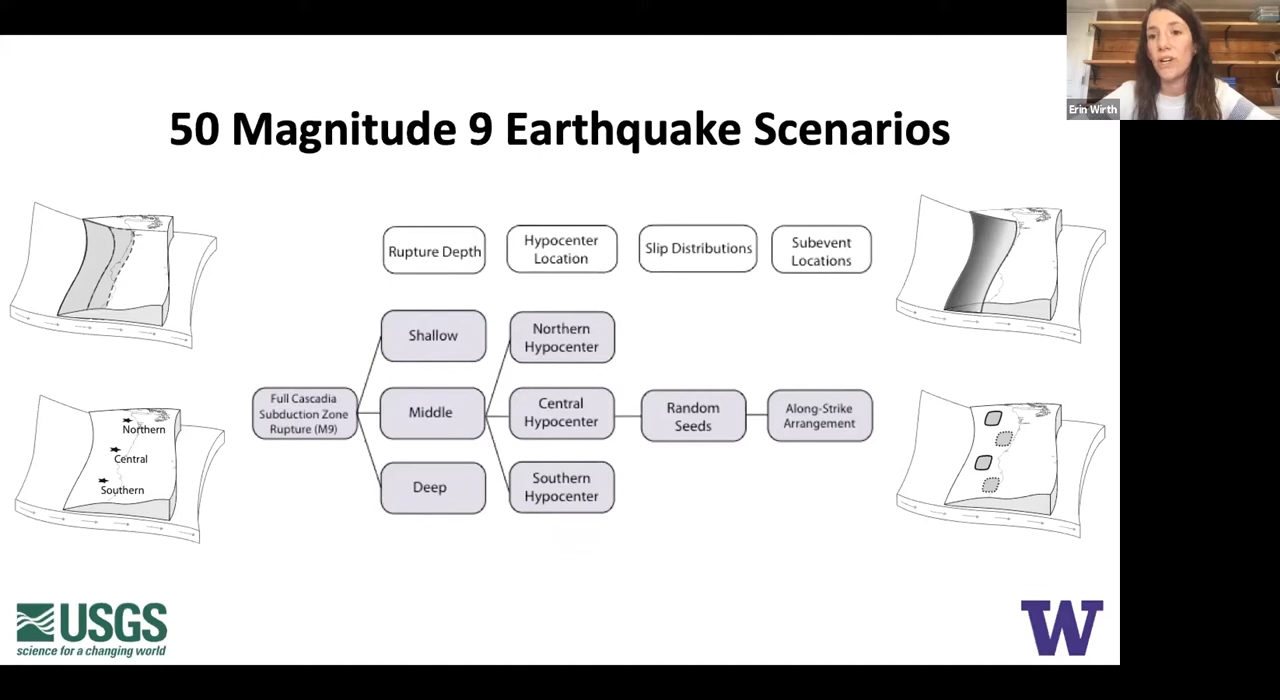 Erin Wirth
50 Magnitude 9 Earthquake Scenarios
Rupture Depth
Hypocenter
Location
Slip Distributions
Subevent
Locations
Shallow
Northern
Hypocenter
Full Cascadia
Subduction Zone
Rupture (M9)
Middle
Central
Hypocenter
Random
Seeds
Along-Strike
Arrangement
Deep
Southern
Hypocenter
Northern
Central
Southern
USGS
science for a changing world
W